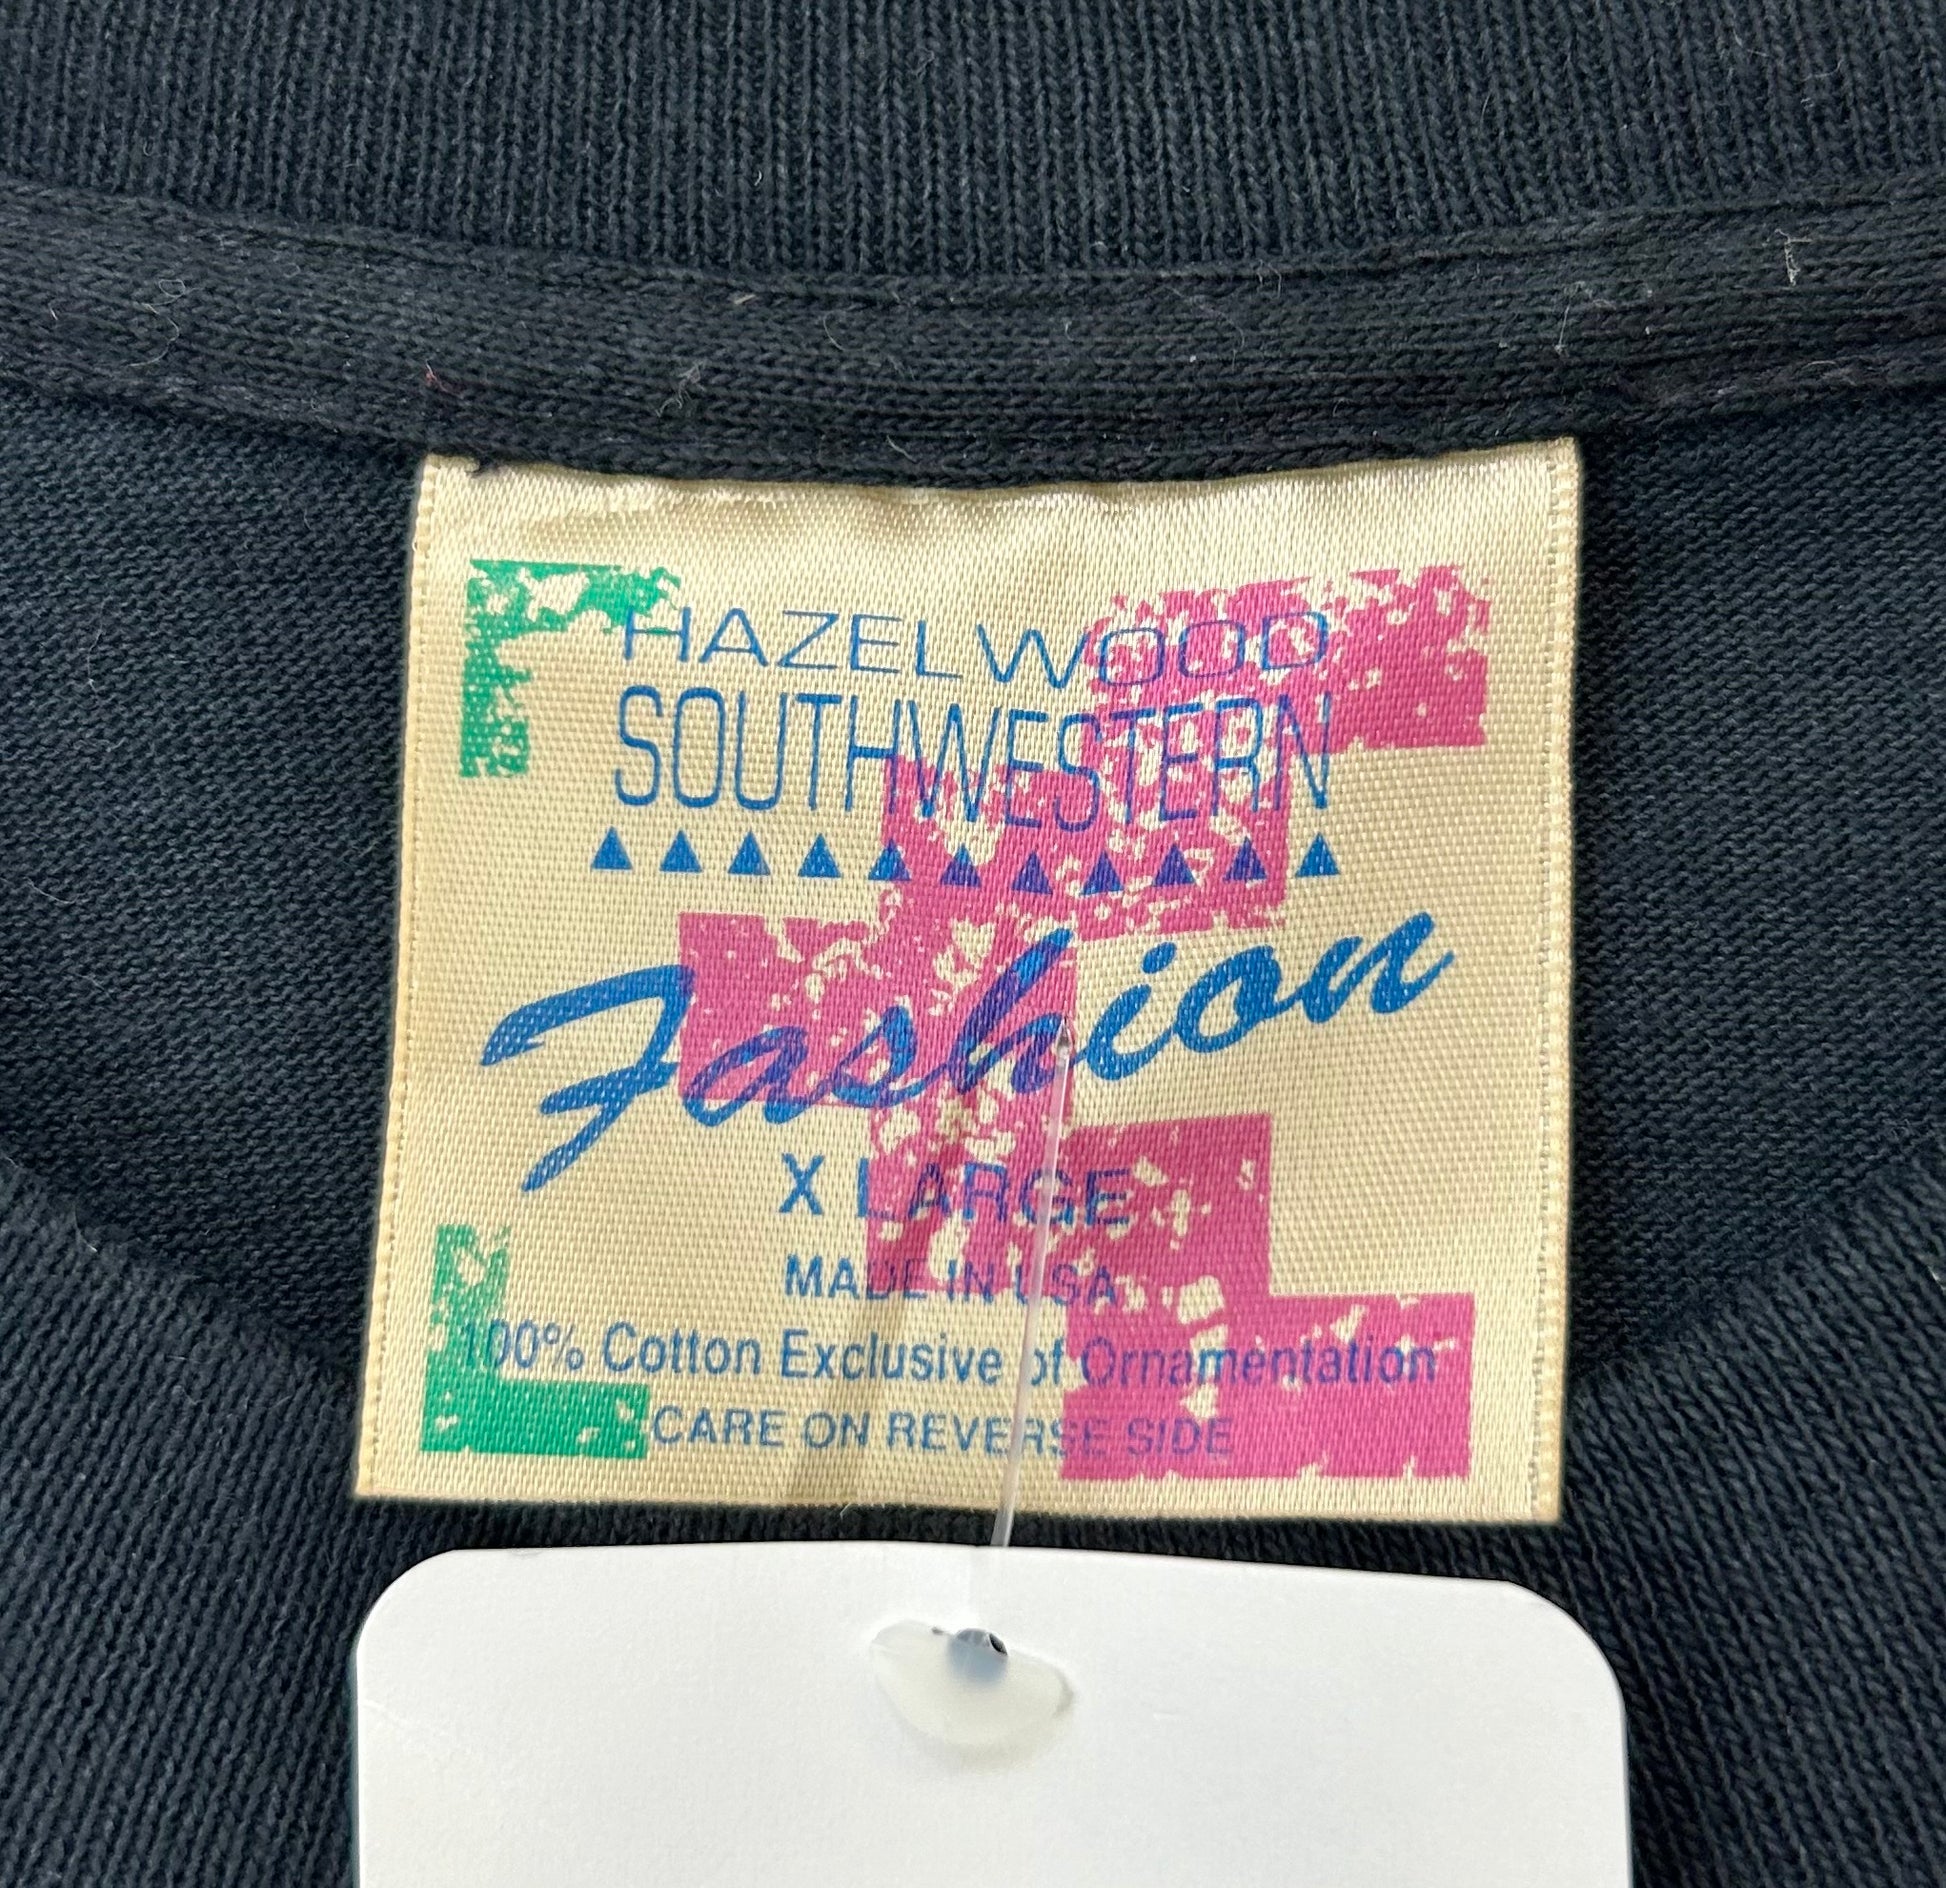 HAZELWOOD
SOUTHWESTERN
Fashion
X LARGE
MADE IN USA
100% Cotton Exclusive of Ornamentation
CARE ON REVERSE SIDE